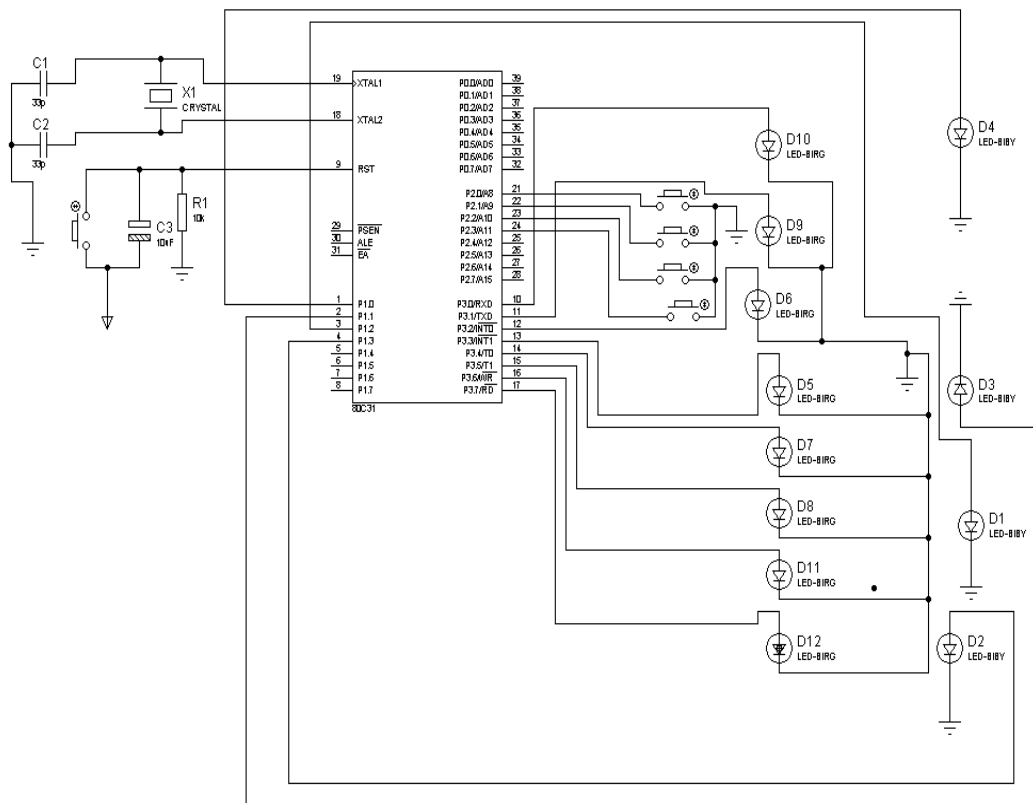 C1
33p
C2
33p
X1
CRYSTAL
R1
10k
C3
10nF
19
XTAL1
18
XTAL2
9
RST
29
PSEN
30
ALE
31
EA
1
P1.0
2
P1.1
3
P1.2
4
P1.3
5
P1.4
6
P1.5
7
P1.6
8
P1.7
80C31
P0.0/AD0
39
P0.1/AD1
38
P0.2/AD2
37
P0.3/AD3
36
P0.4/AD4
35
P0.5/AD5
34
P0.6/AD6
33
P0.7/AD7
32
P2.0/A8
21
P2.1/A9
22
P2.2/A10
23
P2.3/A11
24
P2.4/A12
25
P2.5/A13
26
P2.6/A14
27
P2.7/A15
28
P3.0/RXD
10
P3.1/TXD
11
P3.2/INT0
12
P3.3/INT1
13
P3.4/T0
14
P3.5/T1
15
P3.6/WR
16
P3.7/RD
17
D10
LED-BIRG
D9
LED-BIRG
D6
LED-BIRG
D5
LED-BIRG
D7
LED-BIRG
D8
LED-BIRG
D11
LED-BIRG
D12
LED-BIRG
D4
LED-BIBY
D3
LED-BIBY
D1
LED-BIBY
D2
LED-BIBY